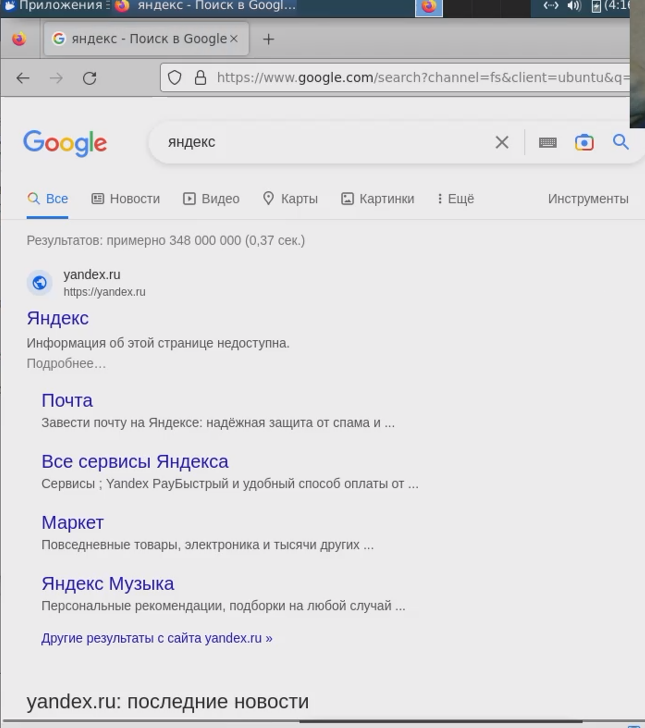 Приложения
яндекс - Поиск в Googl...
(4:16
яндекс - Поиск в Google ×
https://www.google.com/search?channel=fs&client=ubuntu&q=
Google
яндекс
Все Новости Видео Карты Картинки Ещё Инструменты
Результатов: примерно 348 000 000 (0,37 сек.)
yandex.ru
https://yandex.ru
Яндекс
Информация об этой странице недоступна.
Подробнее…
Почта
Завести почту на Яндексе: надёжная защита от спама и ...
Все сервисы Яндекса
Сервисы ; Yandex PayБыстрый и удобный способ оплаты от ...
Маркет
Повседневные товары, электроника и тысячи других ...
Яндекс Музыка
Персональные рекомендации, подборки на любой случай ...
Другие результаты с сайта yandex.ru »
yandex.ru: последние новости